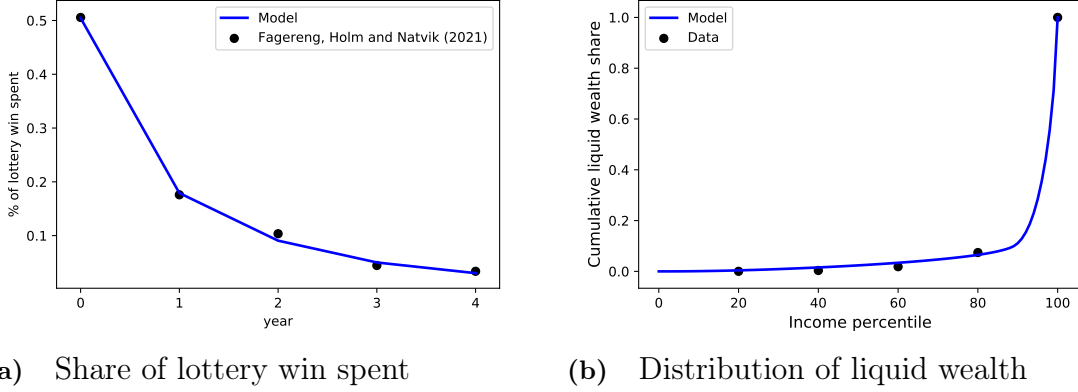 0.5
0.4
0.3
0.2
0.1
% of lottery win spent
0 1 2 3 4
year
Model
Fagereng, Holm and Natvik (2021)
a) Share of lottery win spent
1.0
0.8
0.6
0.4
0.2
0.0
Cumulative liquid wealth share
0 20 40 60 80 100
Income percentile
Model
Data
(b) Distribution of liquid wealth